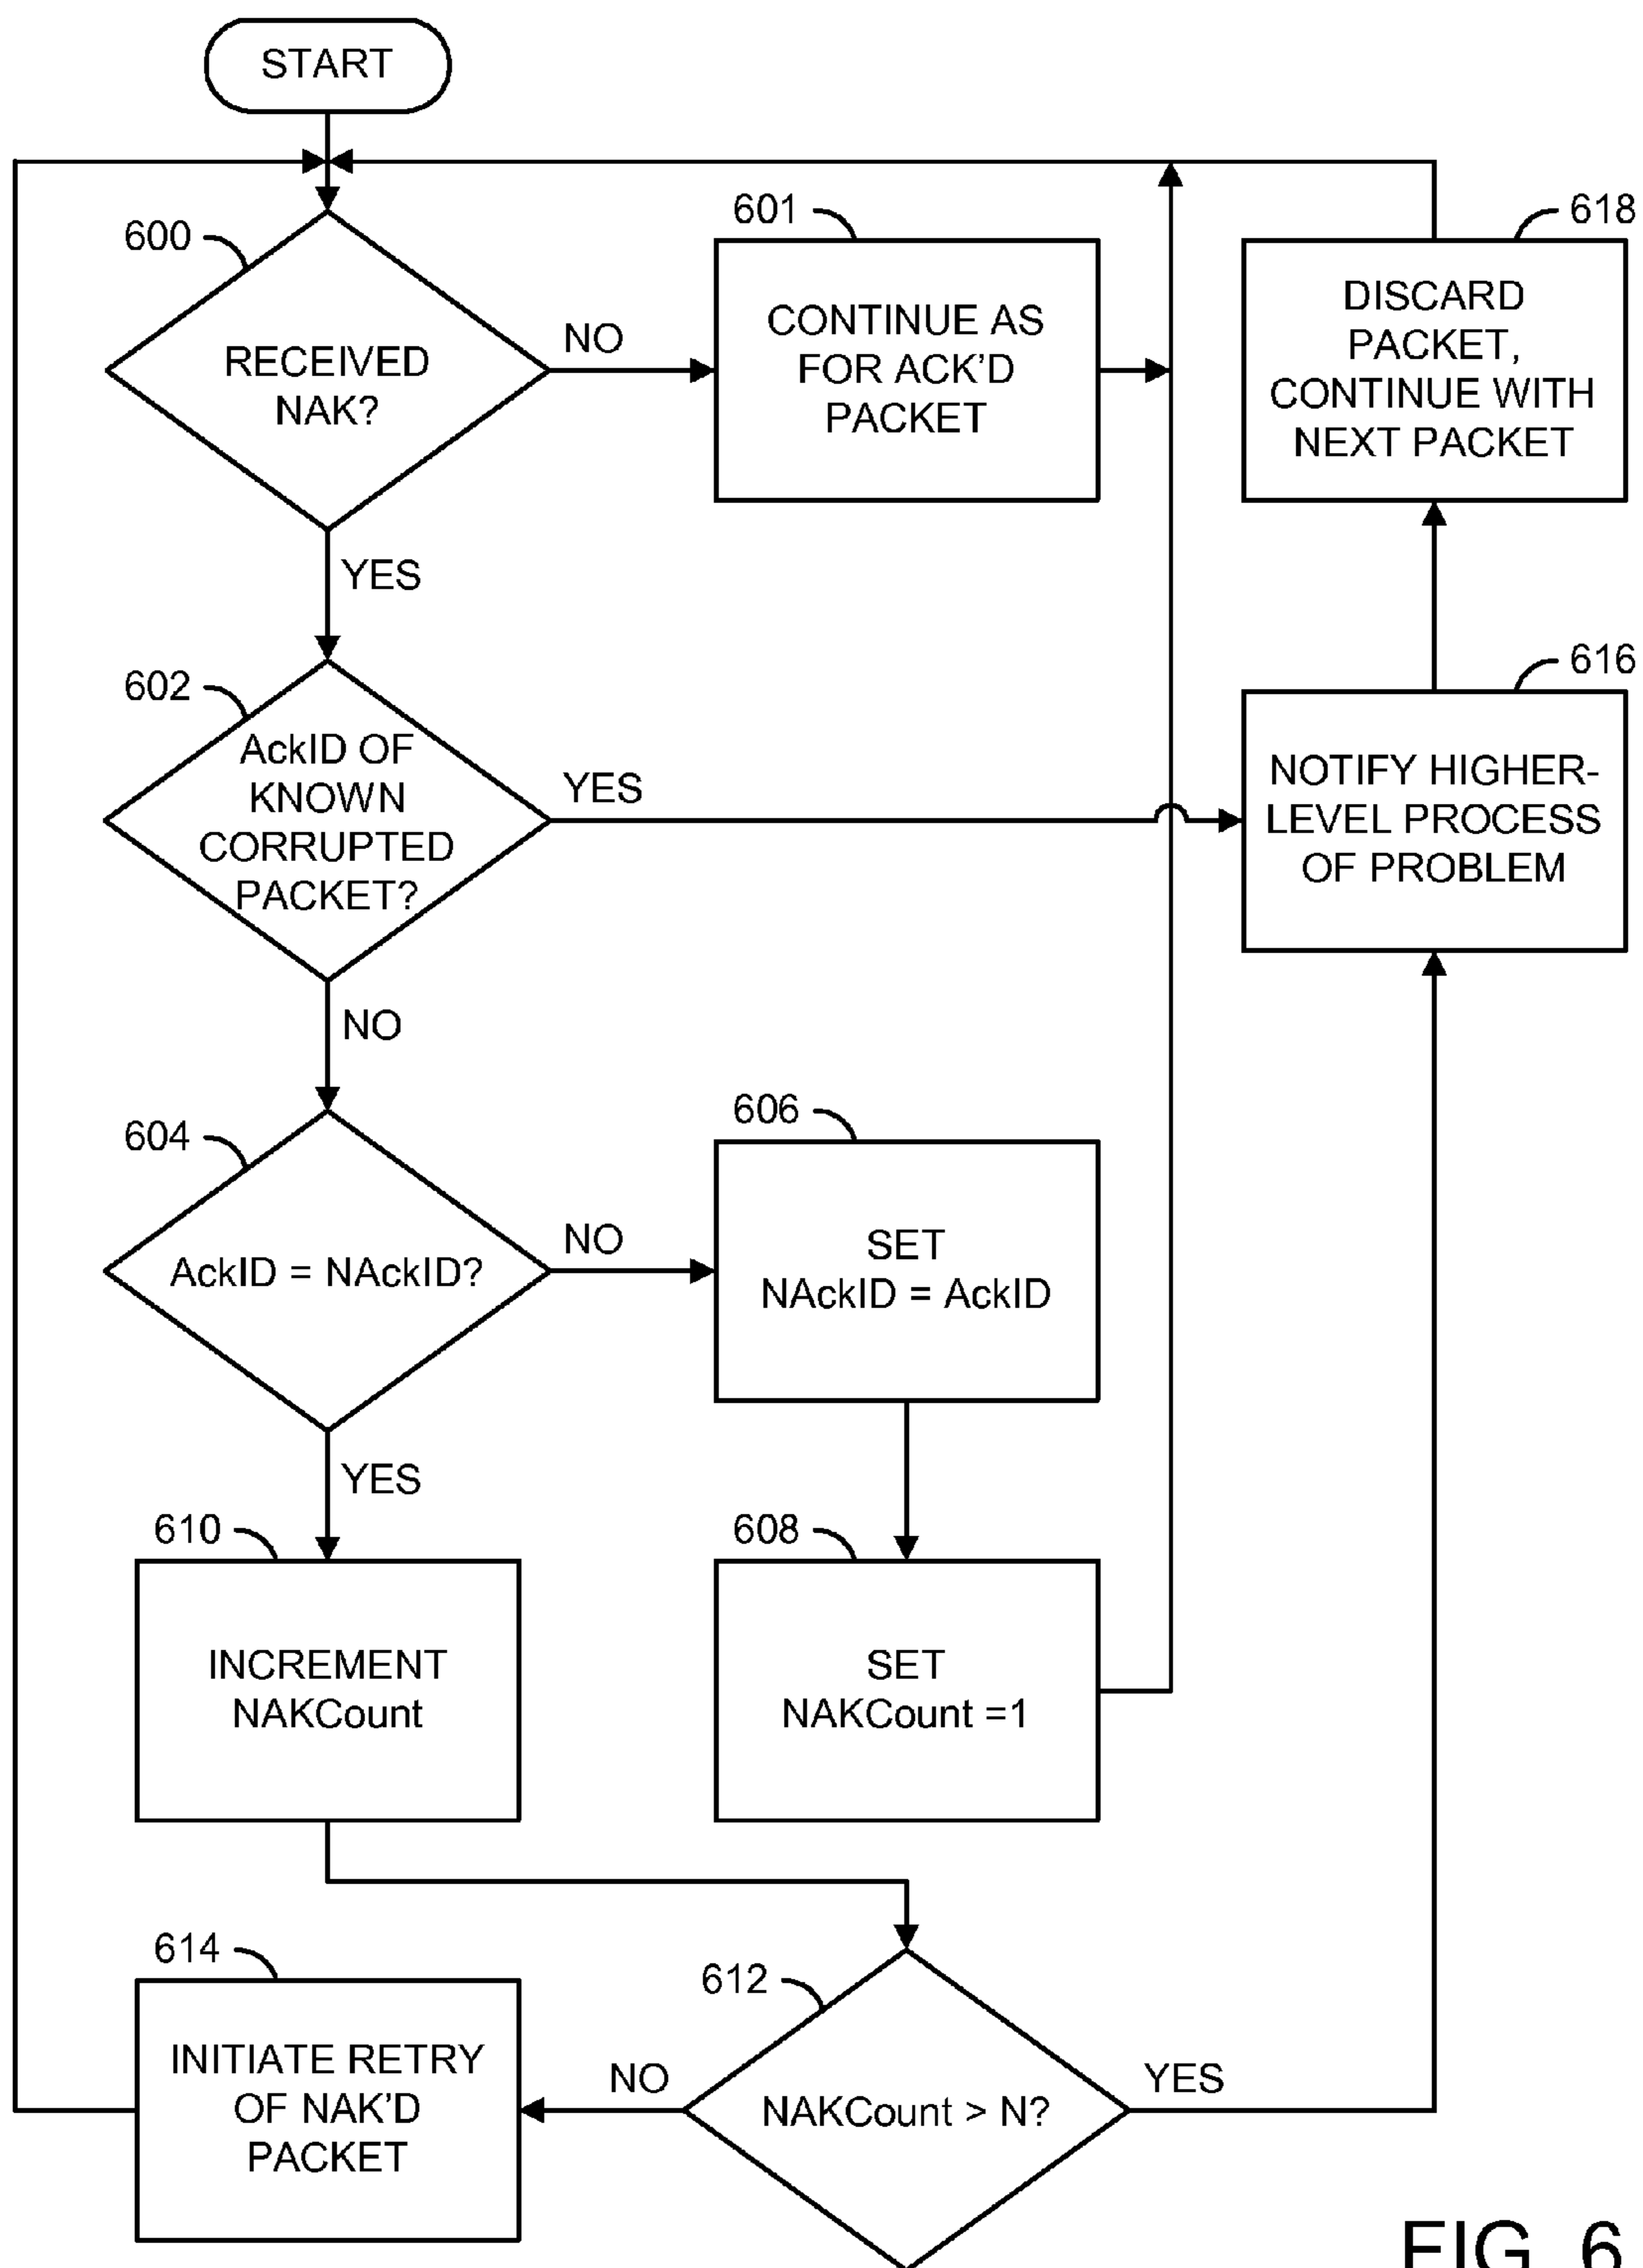 START
600
RECEIVED
NAK?
NO
601
CONTINUE AS
FOR ACK'D
PACKET
618
DISCARD
PACKET,
CONTINUE WITH
NEXT PACKET
YES
602
AckID OF
KNOWN
CORRUPTED
PACKET?
YES
616
NOTIFY HIGHER-
LEVEL PROCESS
OF PROBLEM
NO
604
AckID = NAckID?
NO
606
SET
NAckID = AckID
YES
610
INCREMENT
NAKCount
608
SET
NAKCount =1
614
INITIATE RETRY
OF NAK'D
PACKET
NO
612
NAKCount > N?
YES
FIG. 6